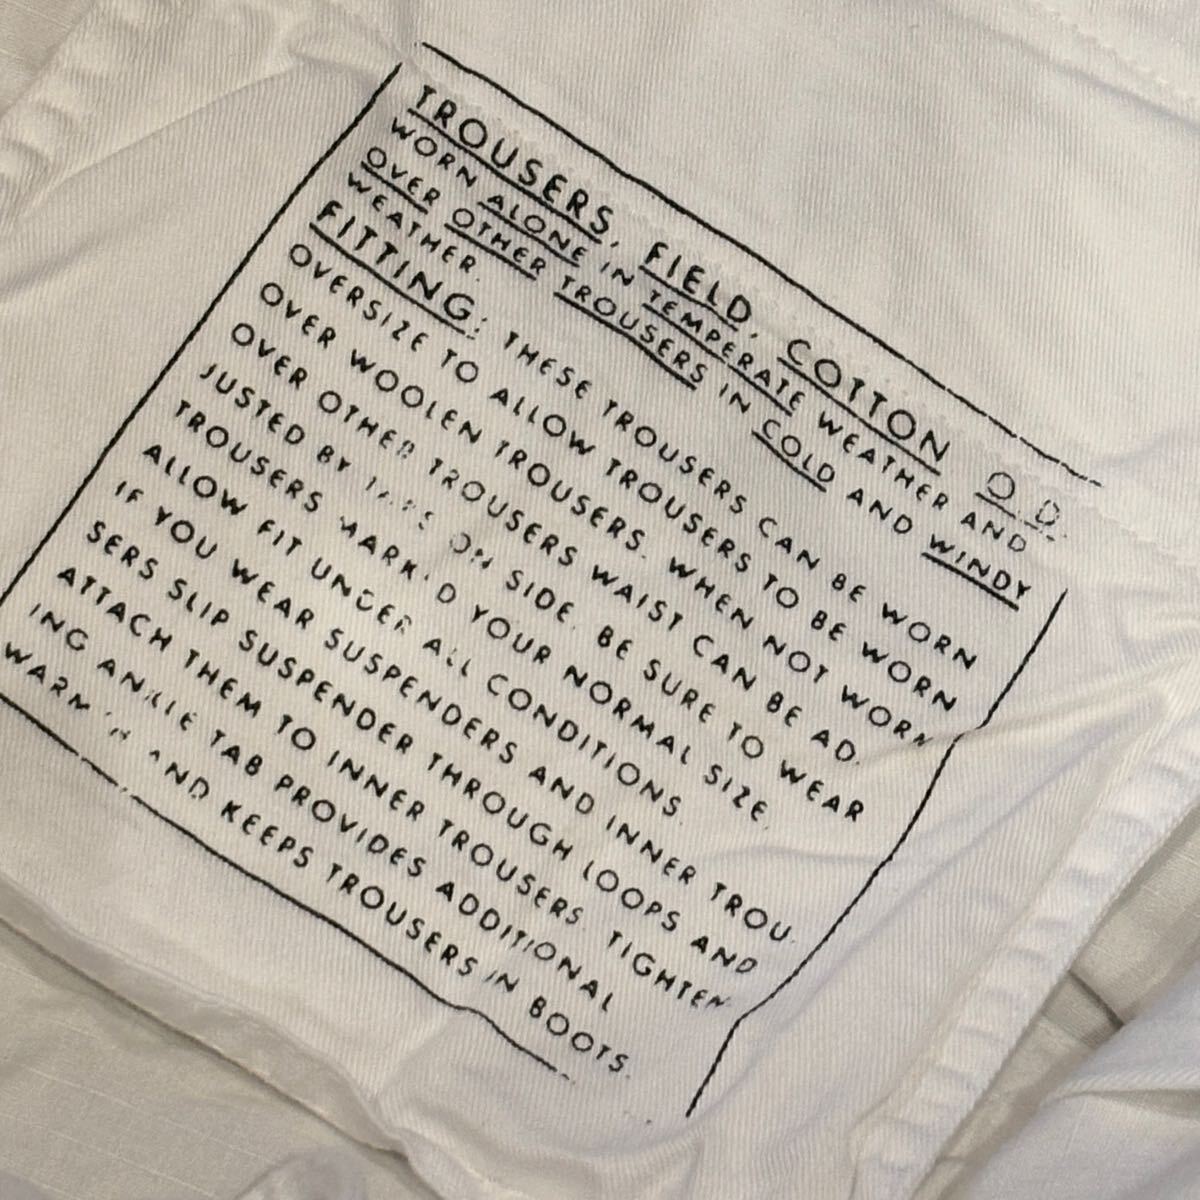 TROUSERS, FIELD, COTTON O.D.
WORN ALONE IN TEMPERATE WEATHER AND
OVER OTHER TROUSERS IN COLD AND WINDY
WEATHER.
FITTING: THESE TROUSERS CAN BE WORN
OVERSIZE TO ALLOW TROUSERS TO BE WORN
OVER WOOLEN TROUSERS. WHEN NOT WORN
OVER OTHER TROUSERS WAIST CAN BE AD.
JUSTED BY TABS ON SIDE. BE SURE TO WEAR
TROUSERS MARKED YOUR NORMAL SIZE.
ALLOW FIT UNDER ALL CONDITIONS.
IF YOU WEAR SUSPENDERS AND INNER TROU.
SERS SLIP SUSPENDER THROUGH LOOPS AND
ATTACH THEM TO INNER TROUSERS. TIGHTEN
ING ANKLE TAB PROVIDES ADDITIONAL
WARMTH AND KEEPS TROUSERS IN BOOTS.